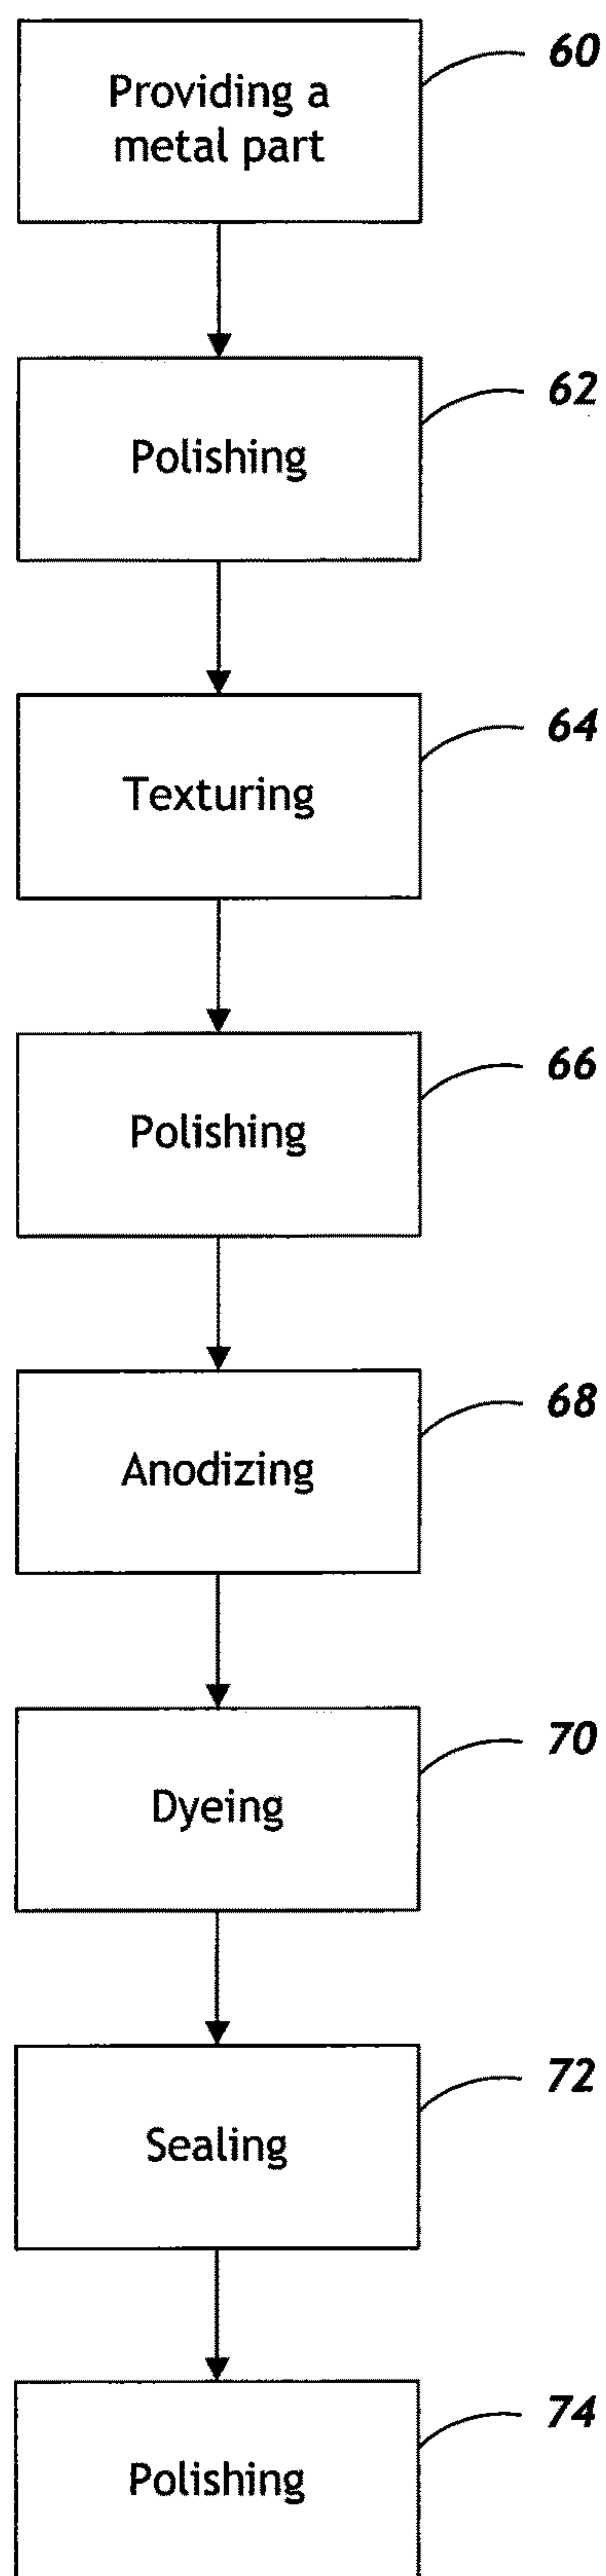 Providing a
metal part
60
Polishing
62
Texturing
64
Polishing
66
Anodizing
68
Dyeing
70
Sealing
72
Polishing
74